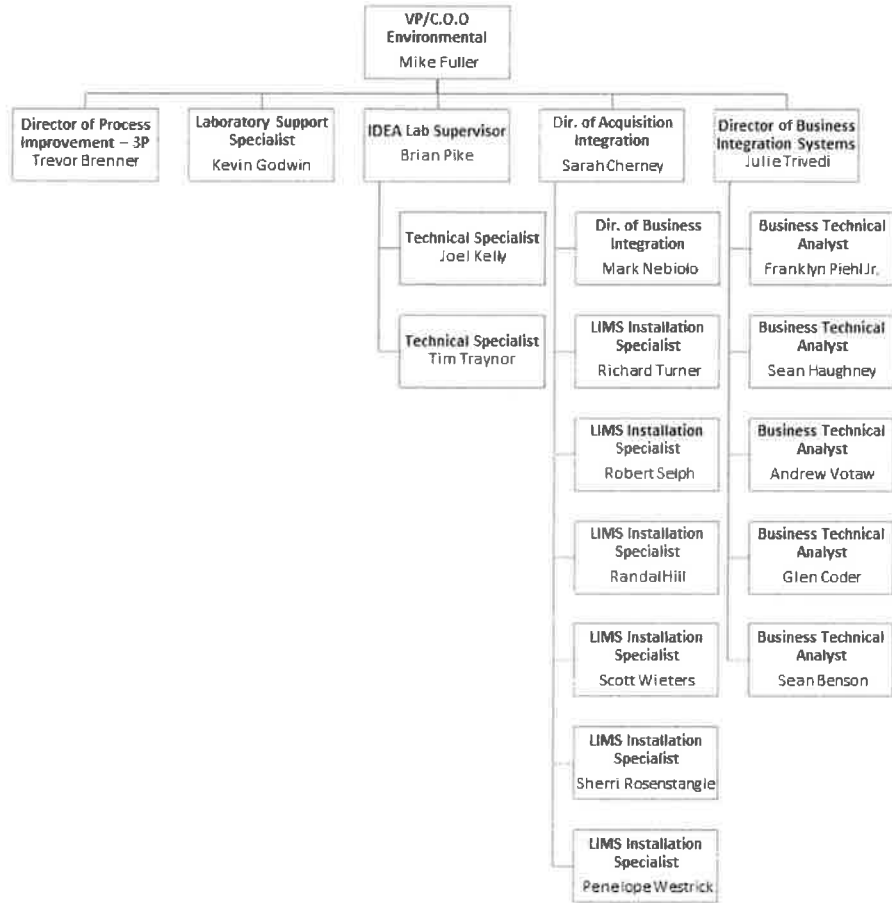 VP/C.O.O
Environmental
Mike Fuller
Director of Process
Improvement – 3P
Trevor Brenner
Laboratory Support
Specialist
Kevin Godwin
IDEA Lab Supervisor
Brian Pike
Dir. of Acquisition
Integration
Sarah Cherney
Director of Business
Integration Systems
Julie Trivedi
Technical Specialist
Joel Kelly
Technical Specialist
Tim Traynor
Dir. of Business
Integration
Mark Nebiolo
LIMS Installation
Specialist
Richard Turner
LIMS Installation
Specialist
Robert Selph
LIMS Installation
Specialist
Randal Hill
LIMS Installation
Specialist
Scott Wieters
LIMS Installation
Specialist
Sherri Rosenstangle
LIMS Installation
Specialist
Penelope Westrick
Business Technical
Analyst
Franklyn Piehl Jr.
Business Technical
Analyst
Sean Haughney
Business Technical
Analyst
Andrew Votaw
Business Technical
Analyst
Glen Coder
Business Technical
Analyst
Sean Benson